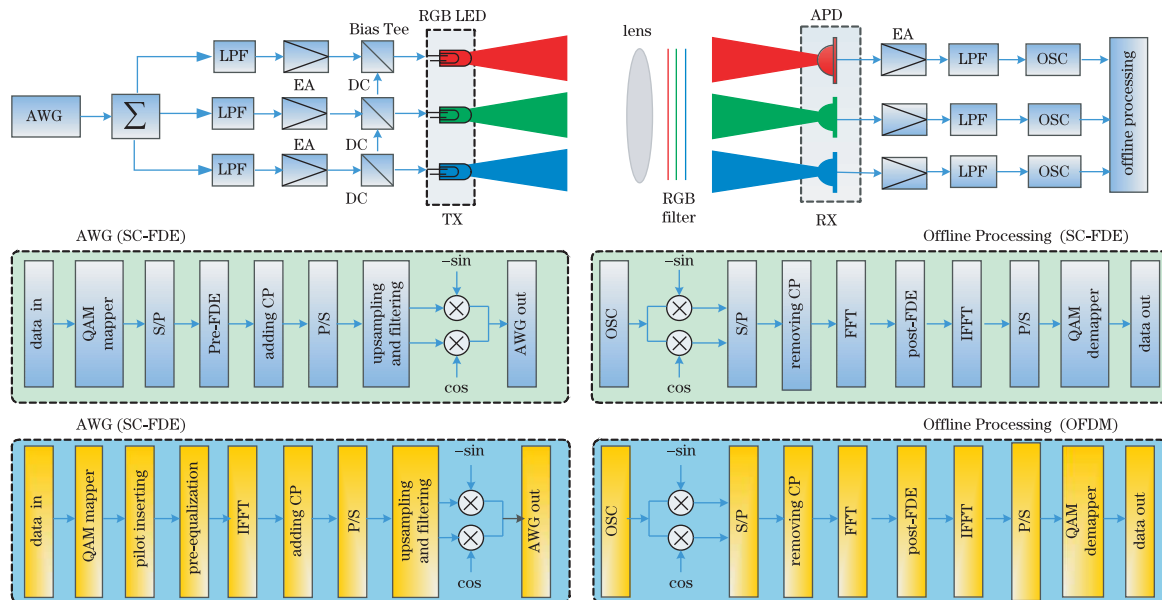 RGB LED
Bias Tee
LPF
EA
DC
AWG
∑
LPF
EA
DC
LPF
DC
TX
lens
RGB
filter
APD
RX
EA
LPF
OSC
LPF
OSC
LPF
OSC
offline processing
AWG (SC-FDE)
data in
QAM
mapper
S/P
Pre-FDE
adding CP
P/S
upsampling
and filtering
−sin
cos
AWG out
Offline Processing (SC-FDE)
OSC
−sin
cos
S/P
removing CP
FFT
post-FDE
IFFT
P/S
QAM
demapper
data out
AWG (SC-FDE)
data in
QAM mapper
pilot inserting
pre-equalization
IFFT
adding CP
P/S
upsampling
and filtering
−sin
cos
AWG out
Offline Processing (OFDM)
OSC
−sin
cos
S/P
removing CP
FFT
post-FDE
IFFT
P/S
QAM
demapper
data out